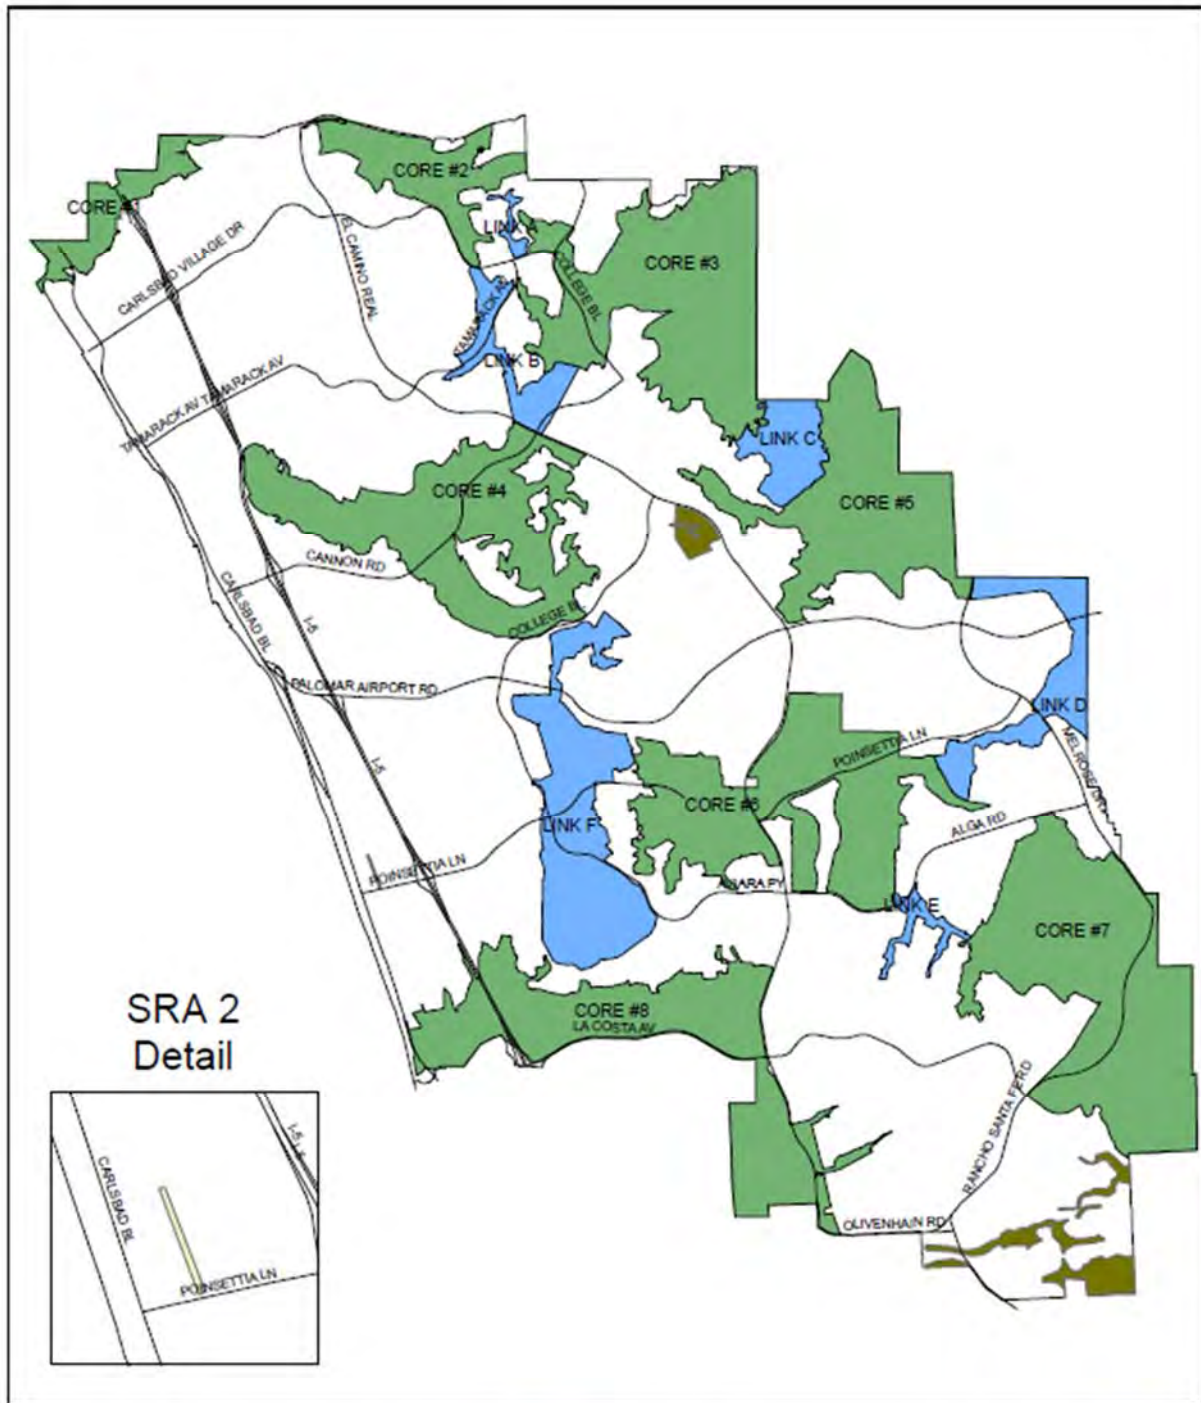 CORE #2
CORE #
LINK A
CARLSBAD VILLAGE DR
EL CAMINO REAL
COLLEGE BL
CORE #3
TAMARACK AV
LINK B
TAMARACK AV TAMARACK AV
LINK C
CORE #4
CORE #5
CANNON RD
CARLSBAD BL
COLLEGE BL
I-5
PALOMAR AIRPORT RD
LINK D
MELROSE DR
POINSETTIA LN
I-5
CORE #6
LINK F
ALGA RD
POINSETTIA LN
AVIARA PY
LINK E
CORE #7
CORE #8
LA COSTA AV
RANCHO SANTA FE RD
OLIVENHAIN RD
SRA 2
Detail
I-5
I-5
CARLSBAD BL
POINSETTIA LN